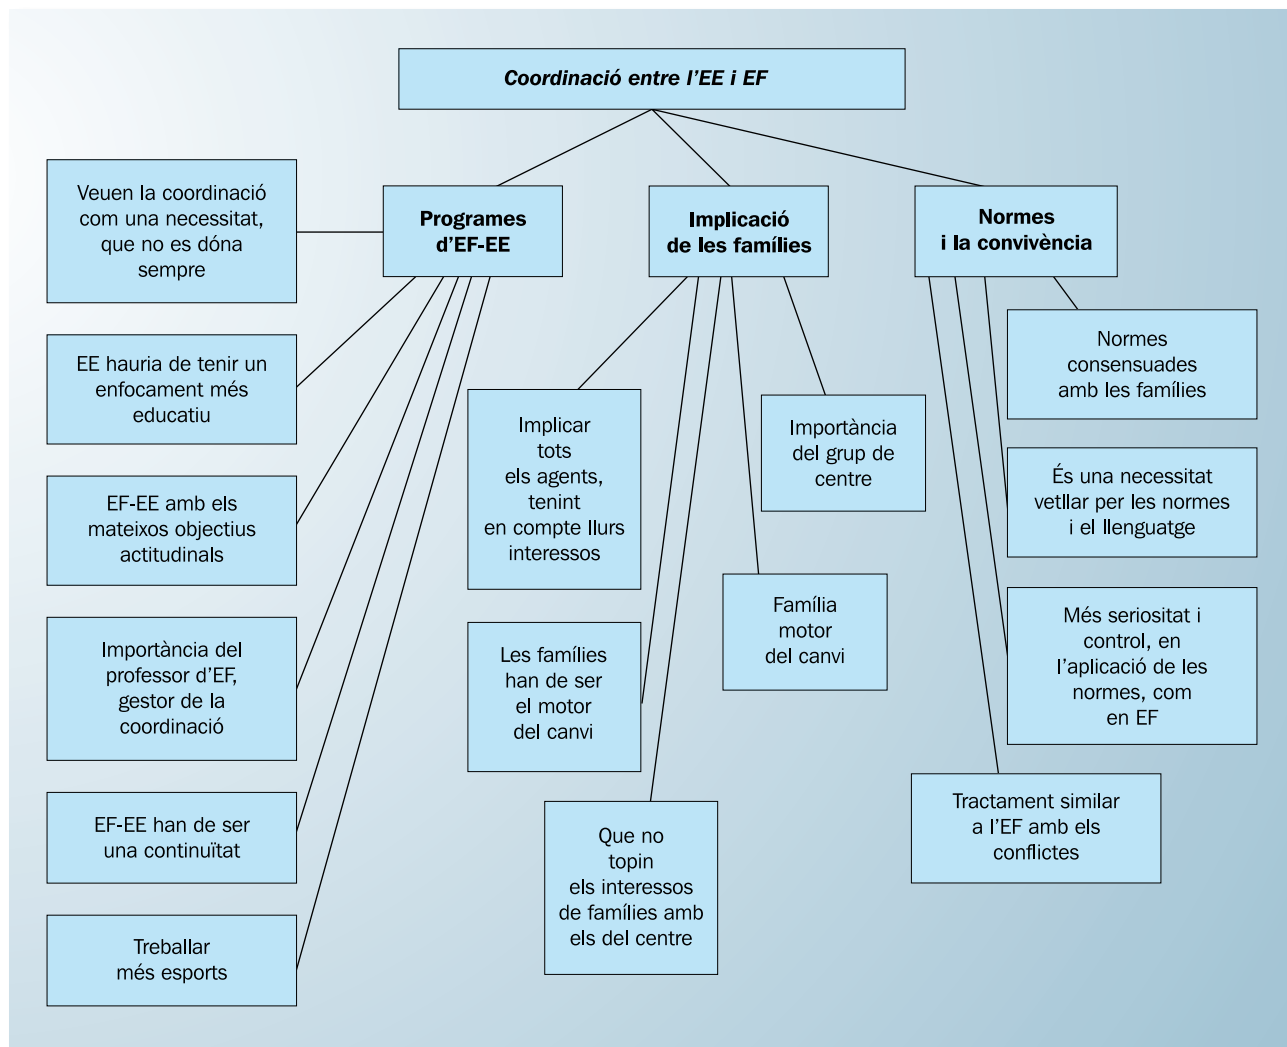 Coordinació entre l'EE i EF
Programes
d'EF-EE
Veuen la coordinació
com una necessitat,
que no es dóna
sempre
EE hauria de tenir un
enfocament més
educatiu
EF-EE amb els
mateixos objectius
actitudinals
Importància del
professor d'EF,
gestor de la
coordinació
EF-EE han de ser
una continuïtat
Treballar
més esports
Implicació
de les famílies
Implicar
tots
els agents,
tenint
en compte llurs
interessos
Les famílies
han de ser
el motor
del canvi
Que no
topin
els interessos
de famílies amb
els del centre
Família
motor
del canvi
Importància
del grup de
centre
Normes
i la convivència
Normes
consensuades
amb les famílies
És una necessitat
vetllar per les normes
i el llenguatge
Més seriositat i
control, en
l'aplicació de les
normes, com
en EF
Tractament similar
a l'EF amb els
conflictes